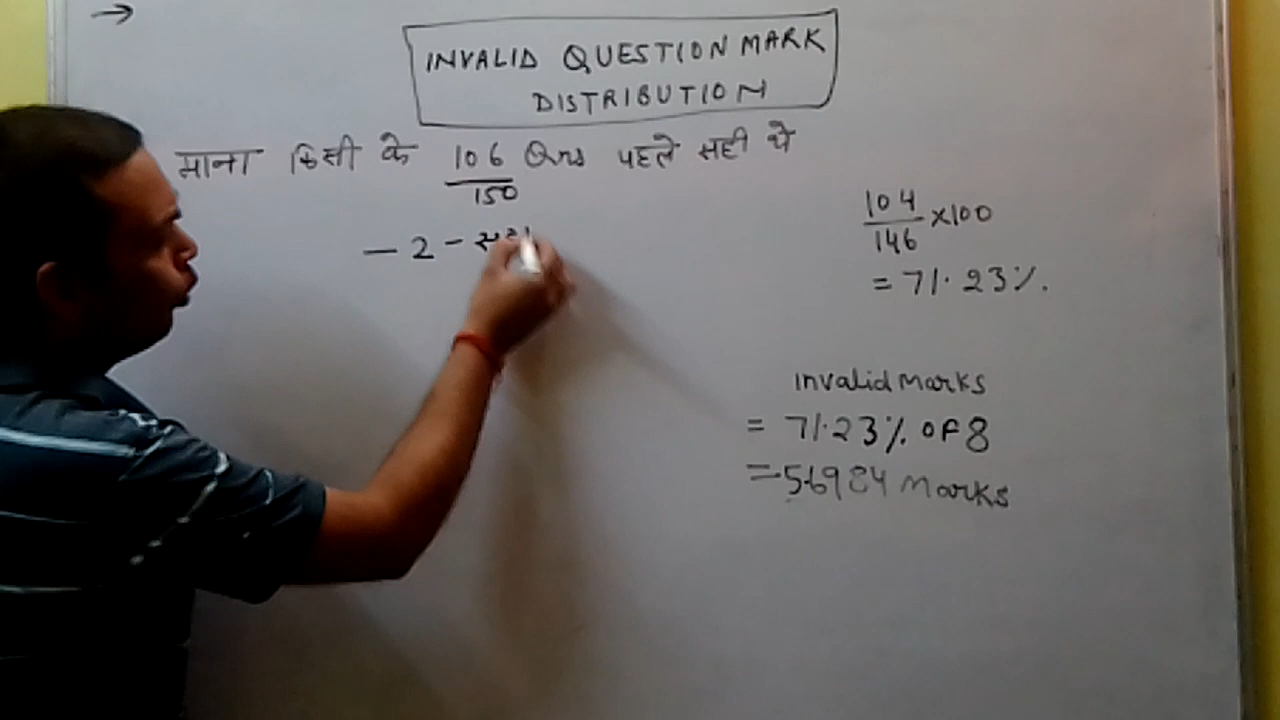 INVALID QUESTION MARK
DISTRIBUTION
माना किसी के 106 Qns पहले सही थे
150
— 2 -
104
146
×100
= 71.23%.
invalid marks
= 71.23% OF 8
= 5.6984 marks